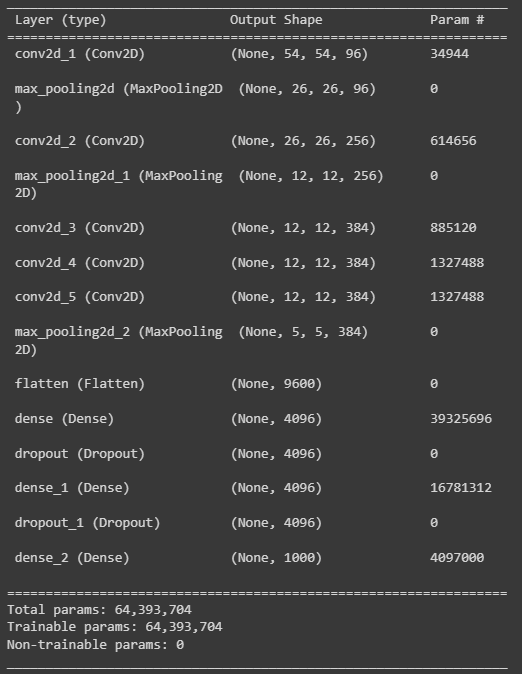 Layer (type) Output Shape Param #
=================================================================
conv2d_1 (Conv2D) (None, 54, 54, 96) 34944
max_pooling2d (MaxPooling2D (None, 26, 26, 96) 0
)
conv2d_2 (Conv2D) (None, 26, 26, 256) 614656
max_pooling2d_1 (MaxPooling (None, 12, 12, 256) 0
2D)
conv2d_3 (Conv2D) (None, 12, 12, 384) 885120
conv2d_4 (Conv2D) (None, 12, 12, 384) 1327488
conv2d_5 (Conv2D) (None, 12, 12, 384) 1327488
max_pooling2d_2 (MaxPooling (None, 5, 5, 384) 0
2D)
flatten (Flatten) (None, 9600) 0
dense (Dense) (None, 4096) 39325696
dropout (Dropout) (None, 4096) 0
dense_1 (Dense) (None, 4096) 16781312
dropout_1 (Dropout) (None, 4096) 0
dense_2 (Dense) (None, 1000) 4097000
=================================================================
Total params: 64,393,704
Trainable params: 64,393,704
Non-trainable params: 0